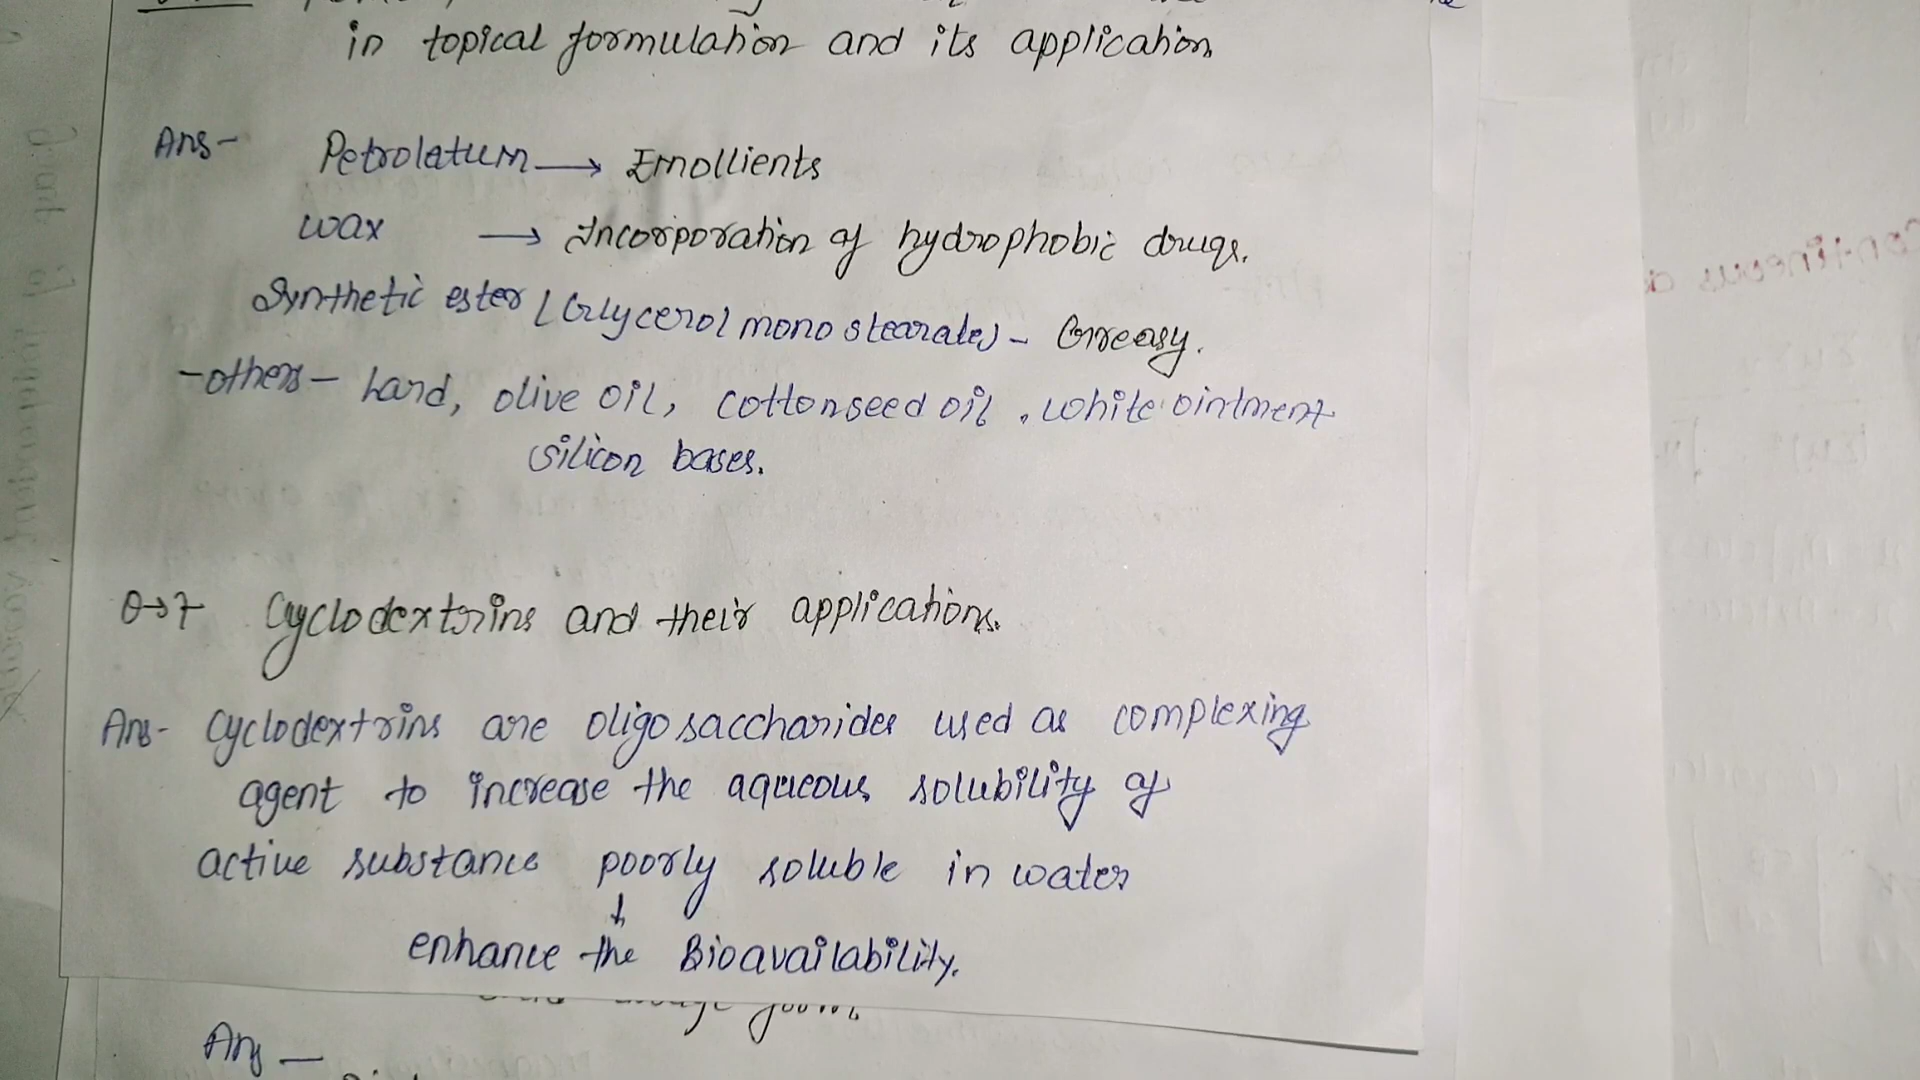 in topical formulation and its application
Ans- Petrolatum → Emollients
wax → Incorporation of hydrophobic drugs.
Synthetic ester (Glycerol mono stearate) - Greasy.
- others - Lard, olive oil, cottonseed oil, white ointment
silicon bases.
Q→7 Cyclodextrins and their applications.
Ans- Cyclodextrins are oligosaccharides used as complexing
agent to increase the aqueous solubility of
active substance poorly soluble in water
↓
enhance the Bioavailability.
Ans -